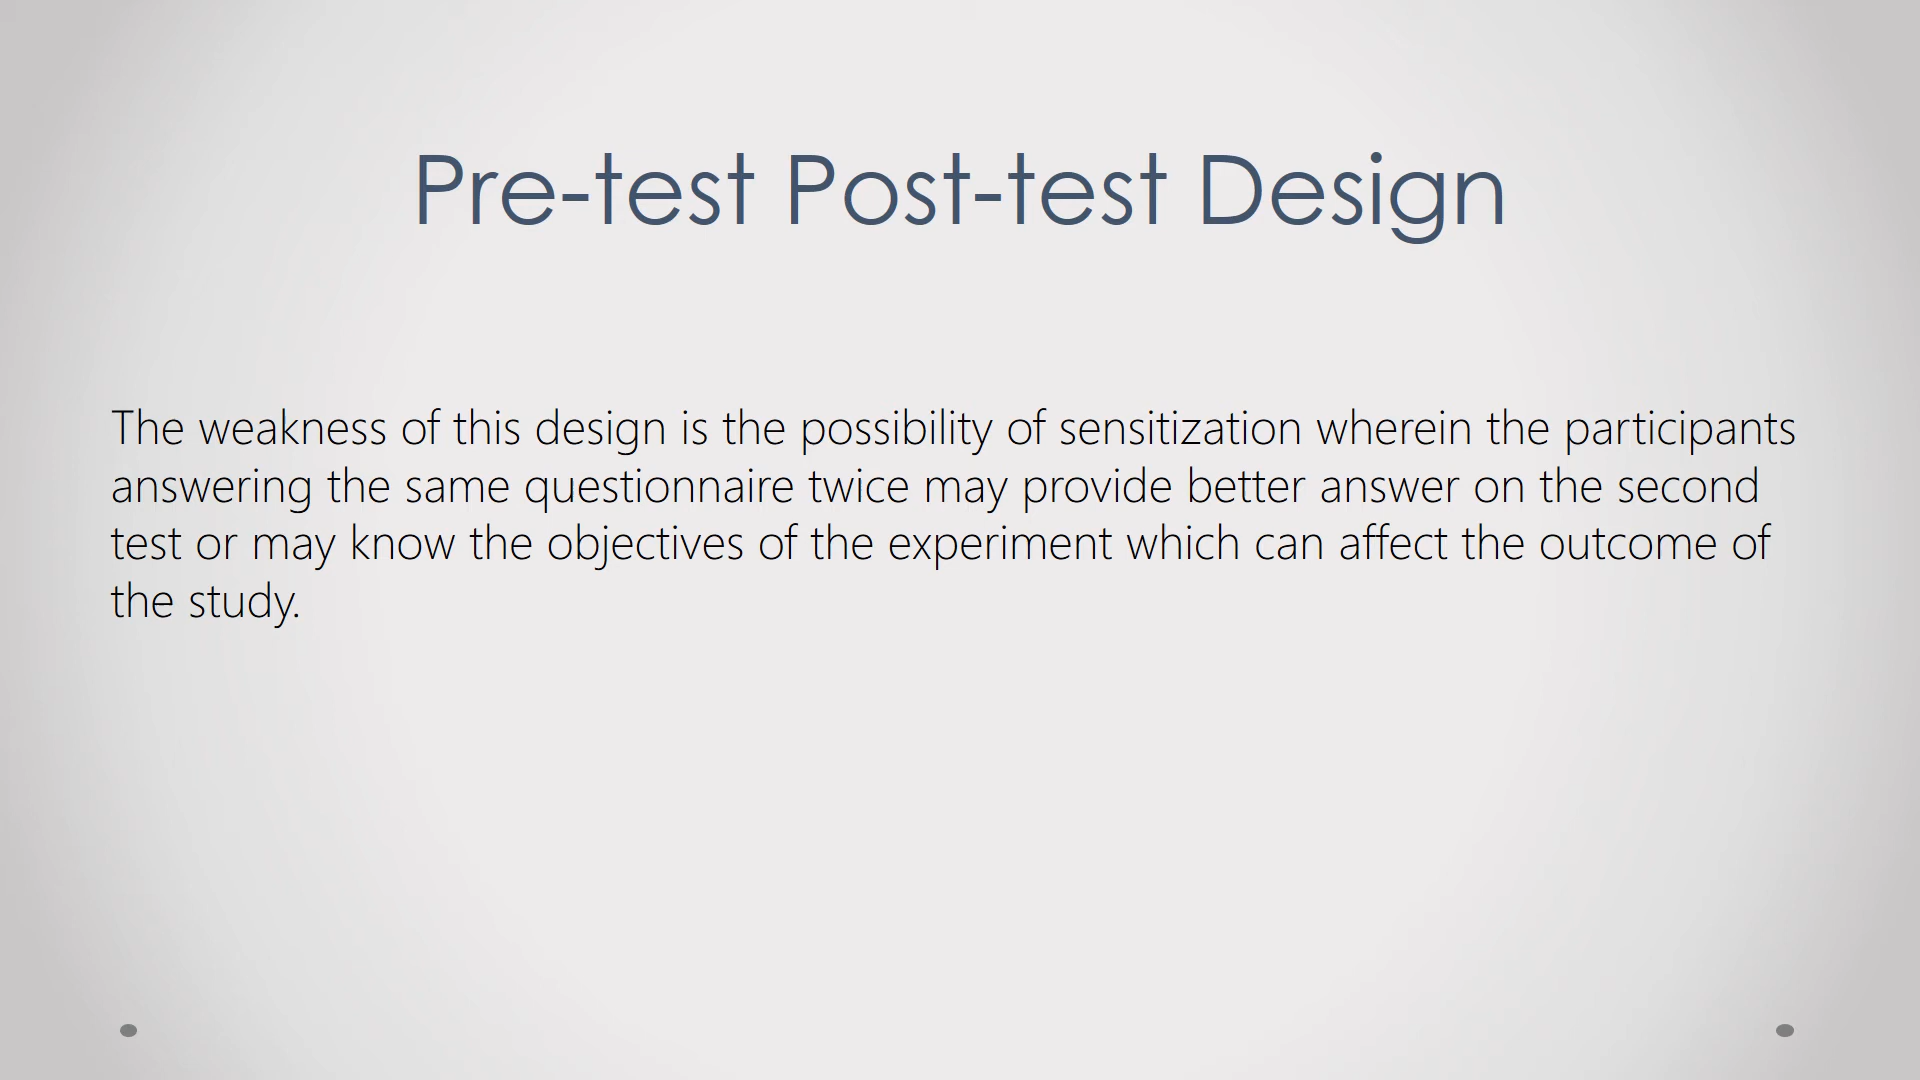 Pre-test Post-test Design
The weakness of this design is the possibility of sensitization wherein the participants
answering the same questionnaire twice may provide better answer on the second
test or may know the objectives of the experiment which can affect the outcome of
the study.